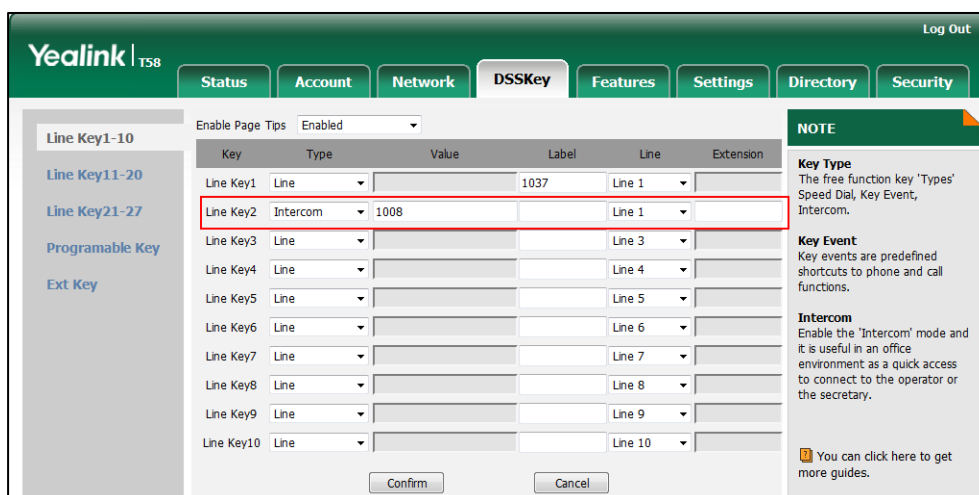 Log Out
Yealink T58
Status Account Network DSSKey Features Settings Directory Security
Line Key1-10
Line Key11-20
Line Key21-27
Programable Key
Ext Key
Enable Page Tips Enabled
Key Type Value Label Line Extension
Line Key1 Line 1037 Line 1
Line Key2 Intercom 1008 Line 1
Line Key3 Line Line 3
Line Key4 Line Line 4
Line Key5 Line Line 5
Line Key6 Line Line 6
Line Key7 Line Line 7
Line Key8 Line Line 8
Line Key9 Line Line 9
Line Key10 Line Line 10
Confirm Cancel
NOTE
Key Type
The free function key 'Types'
Speed Dial, Key Event,
Intercom.
Key Event
Key events are predefined
shortcuts to phone and call
functions.
Intercom
Enable the 'Intercom' mode and
it is useful in an office
environment as a quick access
to connect to the operator or
the secretary.
You can click here to get
more guides.